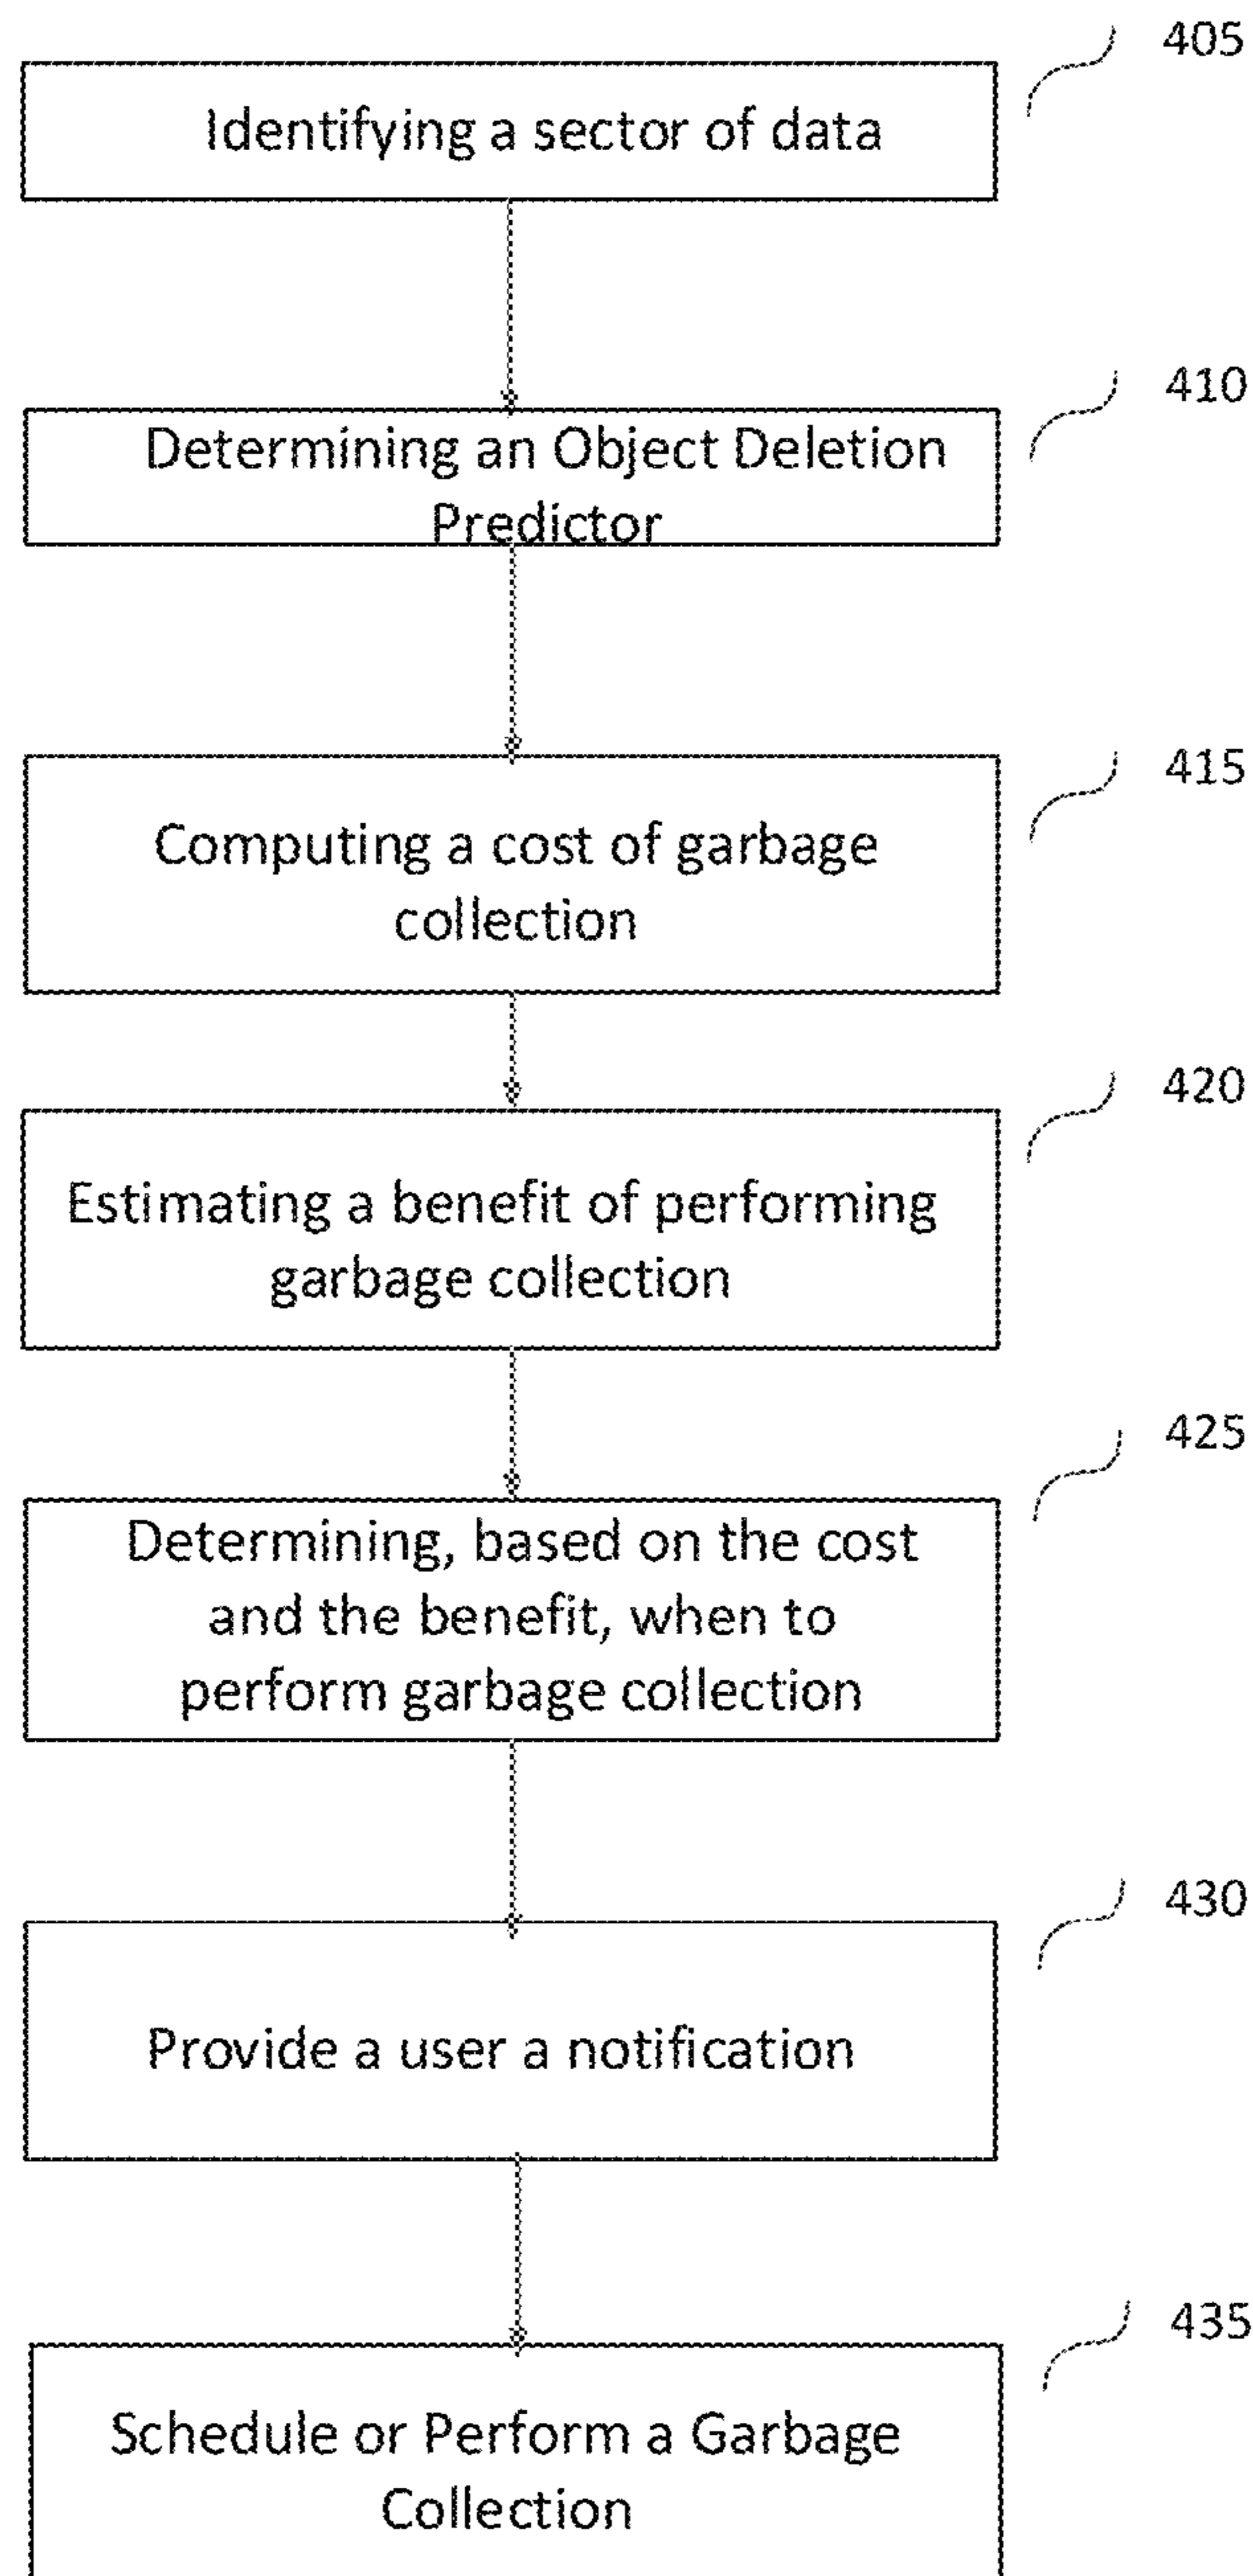 405
Identifying a sector of data
410
Determining an Object Deletion
Predictor
415
Computing a cost of garbage
collection
420
Estimating a benefit of performing
garbage collection
425
Determining, based on the cost
and the benefit, when to
perform garbage collection
430
Provide a user a notification
435
Schedule or Perform a Garbage
Collection